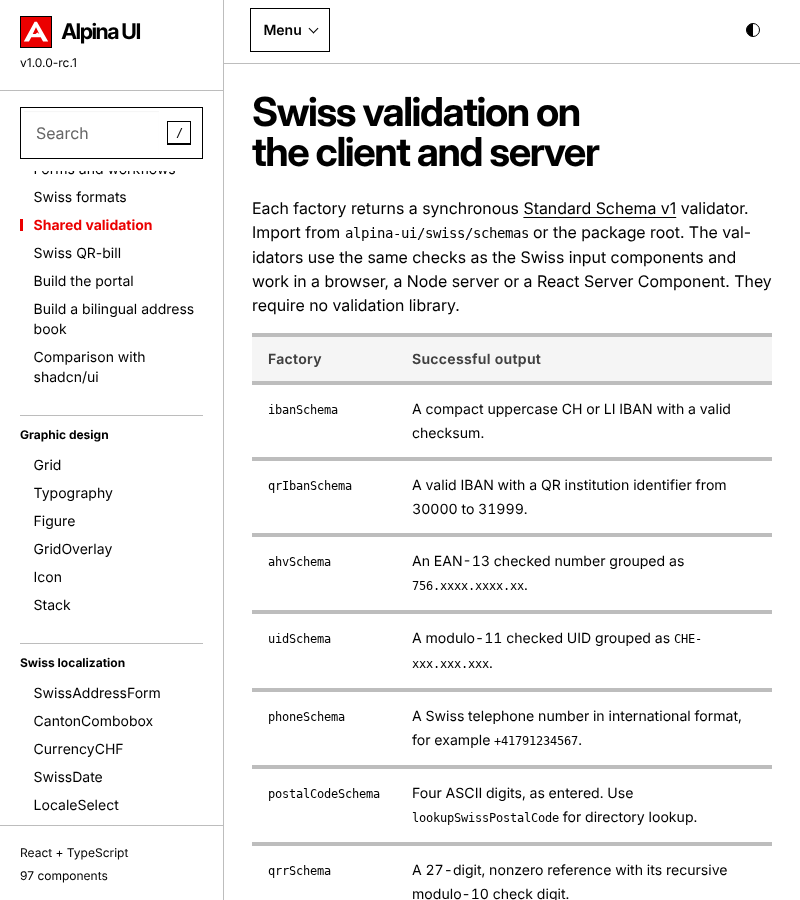 Alpina UI
v1.0.0-rc.1
Search
/
Forms and workflows
Swiss formats
Shared validation
Swiss QR-bill
Build the portal
Build a bilingual address
book
Comparison with
shadcn/ui
Graphic design
Grid
Typography
Figure
GridOverlay
Icon
Stack
Swiss localization
SwissAddressForm
CantonCombobox
CurrencyCHF
SwissDate
LocaleSelect
React + TypeScript
97 components
Menu
Swiss validation on
the client and server
Each factory returns a synchronous Standard Schema v1 validator.
Import from alpina-ui/swiss/schemas or the package root. The val-
idators use the same checks as the Swiss input components and
work in a browser, a Node server or a React Server Component. They
require no validation library.
Factory Successful output
ibanSchema A compact uppercase CH or LI IBAN with a valid
checksum.
qrIbanSchema A valid IBAN with a QR institution identifier from
30000 to 31999.
ahvSchema An EAN-13 checked number grouped as
756.xxxx.xxxx.xx.
uidSchema A modulo-11 checked UID grouped as CHE-
xxx.xxx.xxx.
phoneSchema A Swiss telephone number in international format,
for example +41791234567.
postalCodeSchema Four ASCII digits, as entered. Use
lookupSwissPostalCode for directory lookup.
qrrSchema A 27-digit, nonzero reference with its recursive
modulo-10 check digit.